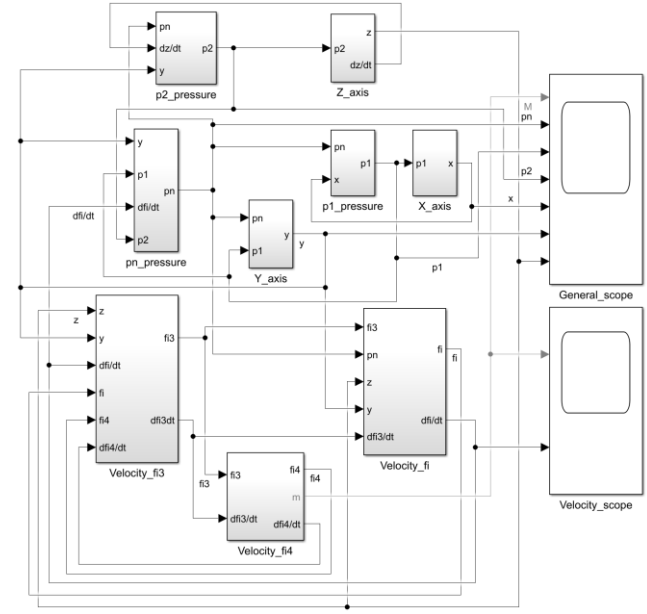 pn
dz/dt
y
p2
p2_pressure
p2
z
dz/dt
Z_axis
M
pn
p2
x
p1
General_scope
y
p1
dfi/dt
p2
pn
pn_pressure
dfi/dt
pn
x
p1
p1_pressure
p1
x
X_axis
pn
p1
y
Y_axis
y
z
z
y
dfi/dt
fi
fi4
dfi4/dt
fi3
dfi3dt
Velocity_fi3
fi3
fi3
dfi3/dt
fi4
m
dfi4/dt
fi4
Velocity_fi4
fi3
pn
z
y
dfi3/dt
fi
dfi/dt
fi
Velocity_fi
Velocity_scope